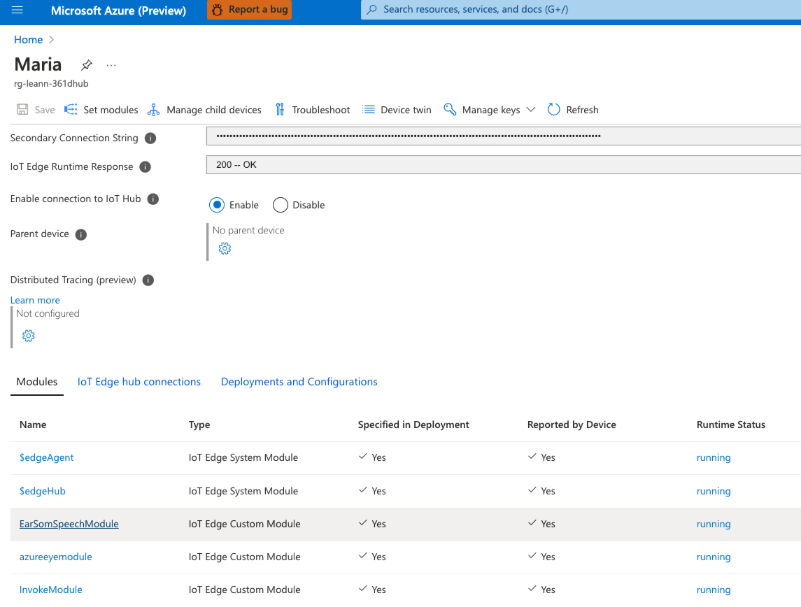 Microsoft Azure (Preview) Report a bug Search resources, services, and docs (G+/)
Home >
Maria ...
rg-leann-361dhub
Save Set modules Manage child devices Troubleshoot Device twin Manage keys Refresh
Secondary Connection String
IoT Edge Runtime Response 200 -- OK
Enable connection to IoT Hub Enable Disable
Parent device No parent device
Distributed Tracing (preview)
Learn more
Not configured
Modules IoT Edge hub connections Deployments and Configurations
Name Type Specified in Deployment Reported by Device Runtime Status
$edgeAgent IoT Edge System Module Yes Yes running
$edgeHub IoT Edge System Module Yes Yes running
EarSomSpeechModule IoT Edge Custom Module Yes Yes running
azureeyemodule IoT Edge Custom Module Yes Yes running
InvokeModule IoT Edge Custom Module Yes Yes running